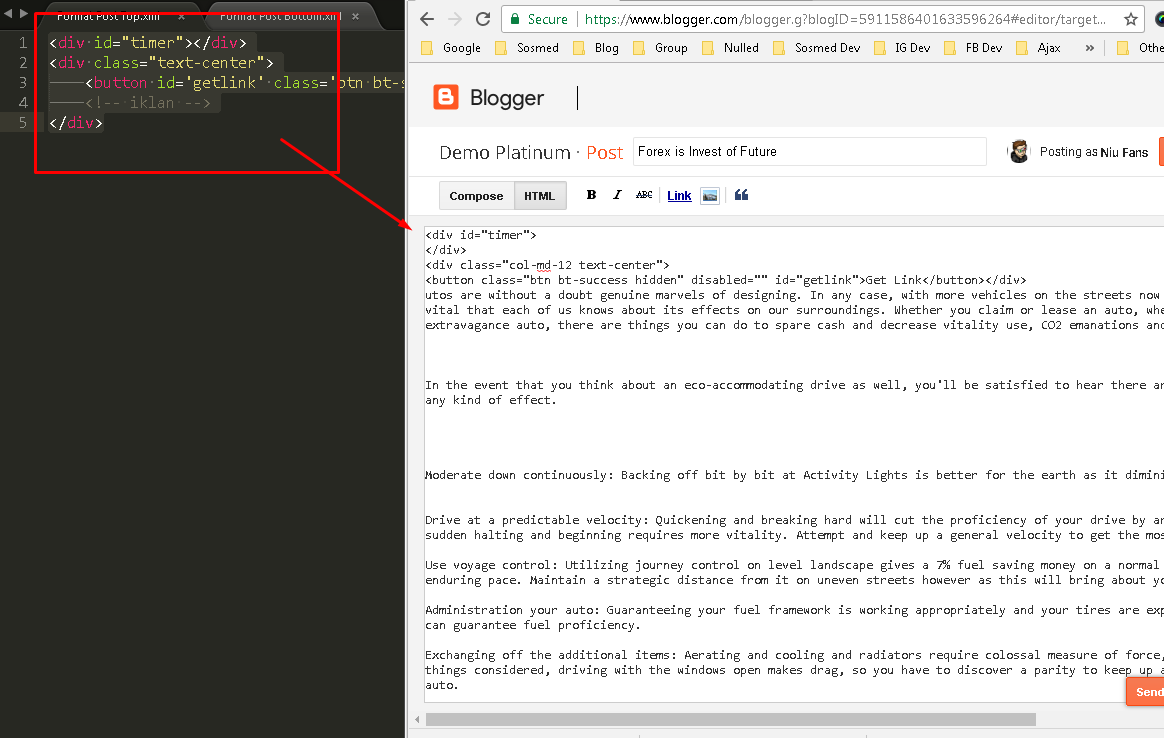 Format Post Top.xml ×
Format Post Bottom.xml ×
1 <div id="timer"></div>
2 <div class="text-center">
3 <button id='getlink' class='btn bt-s
4 <!-- iklan -->
5 </div>
Secure https://www.blogger.com/blogger.g?blogID=5911586401633596264#editor/target...
Google Sosmed Blog Group Nulled Sosmed Dev IG Dev FB Dev Ajax » Othe
Blogger
Demo Platinum · Post Forex is Invest of Future Posting as Niu Fans
Compose HTML B I ABC Link
<div id="timer">
</div>
<div class="col-md-12 text-center">
<button class="btn bt-success hidden" disabled="" id="getlink">Get Link</button></div>
utos are without a doubt genuine marvels of designing. In any case, with more vehicles on the streets now
vital that each of us knows about its effects on our surroundings. Whether you claim or lease an auto, whe
extravagance auto, there are things you can do to spare cash and decrease vitality use, CO2 emanations and
In the event that you think about an eco-accommodating drive as well, you'll be satisfied to hear there ar
any kind of effect.
Moderate down continuously: Backing off bit by bit at Activity Lights is better for the earth as it dimini
Drive at a predictable velocity: Quickening and breaking hard will cut the proficiency of your drive by ar
sudden halting and beginning requires more vitality. Attempt and keep up a general velocity to get the mos
Use voyage control: Utilizing journey control on level landscape gives a 7% fuel saving money on a normal
enduring pace. Maintain a strategic distance from it on uneven streets however as this will bring about yo
Administration your auto: Guaranteeing your fuel framework is working appropriately and your tires are exp
can guarantee fuel proficiency.
Exchanging off the additional items: Aerating and cooling and radiators require colossal measure of force,
things considered, driving with the windows open makes drag, so you have to discover a parity to keep up a
auto.
Send